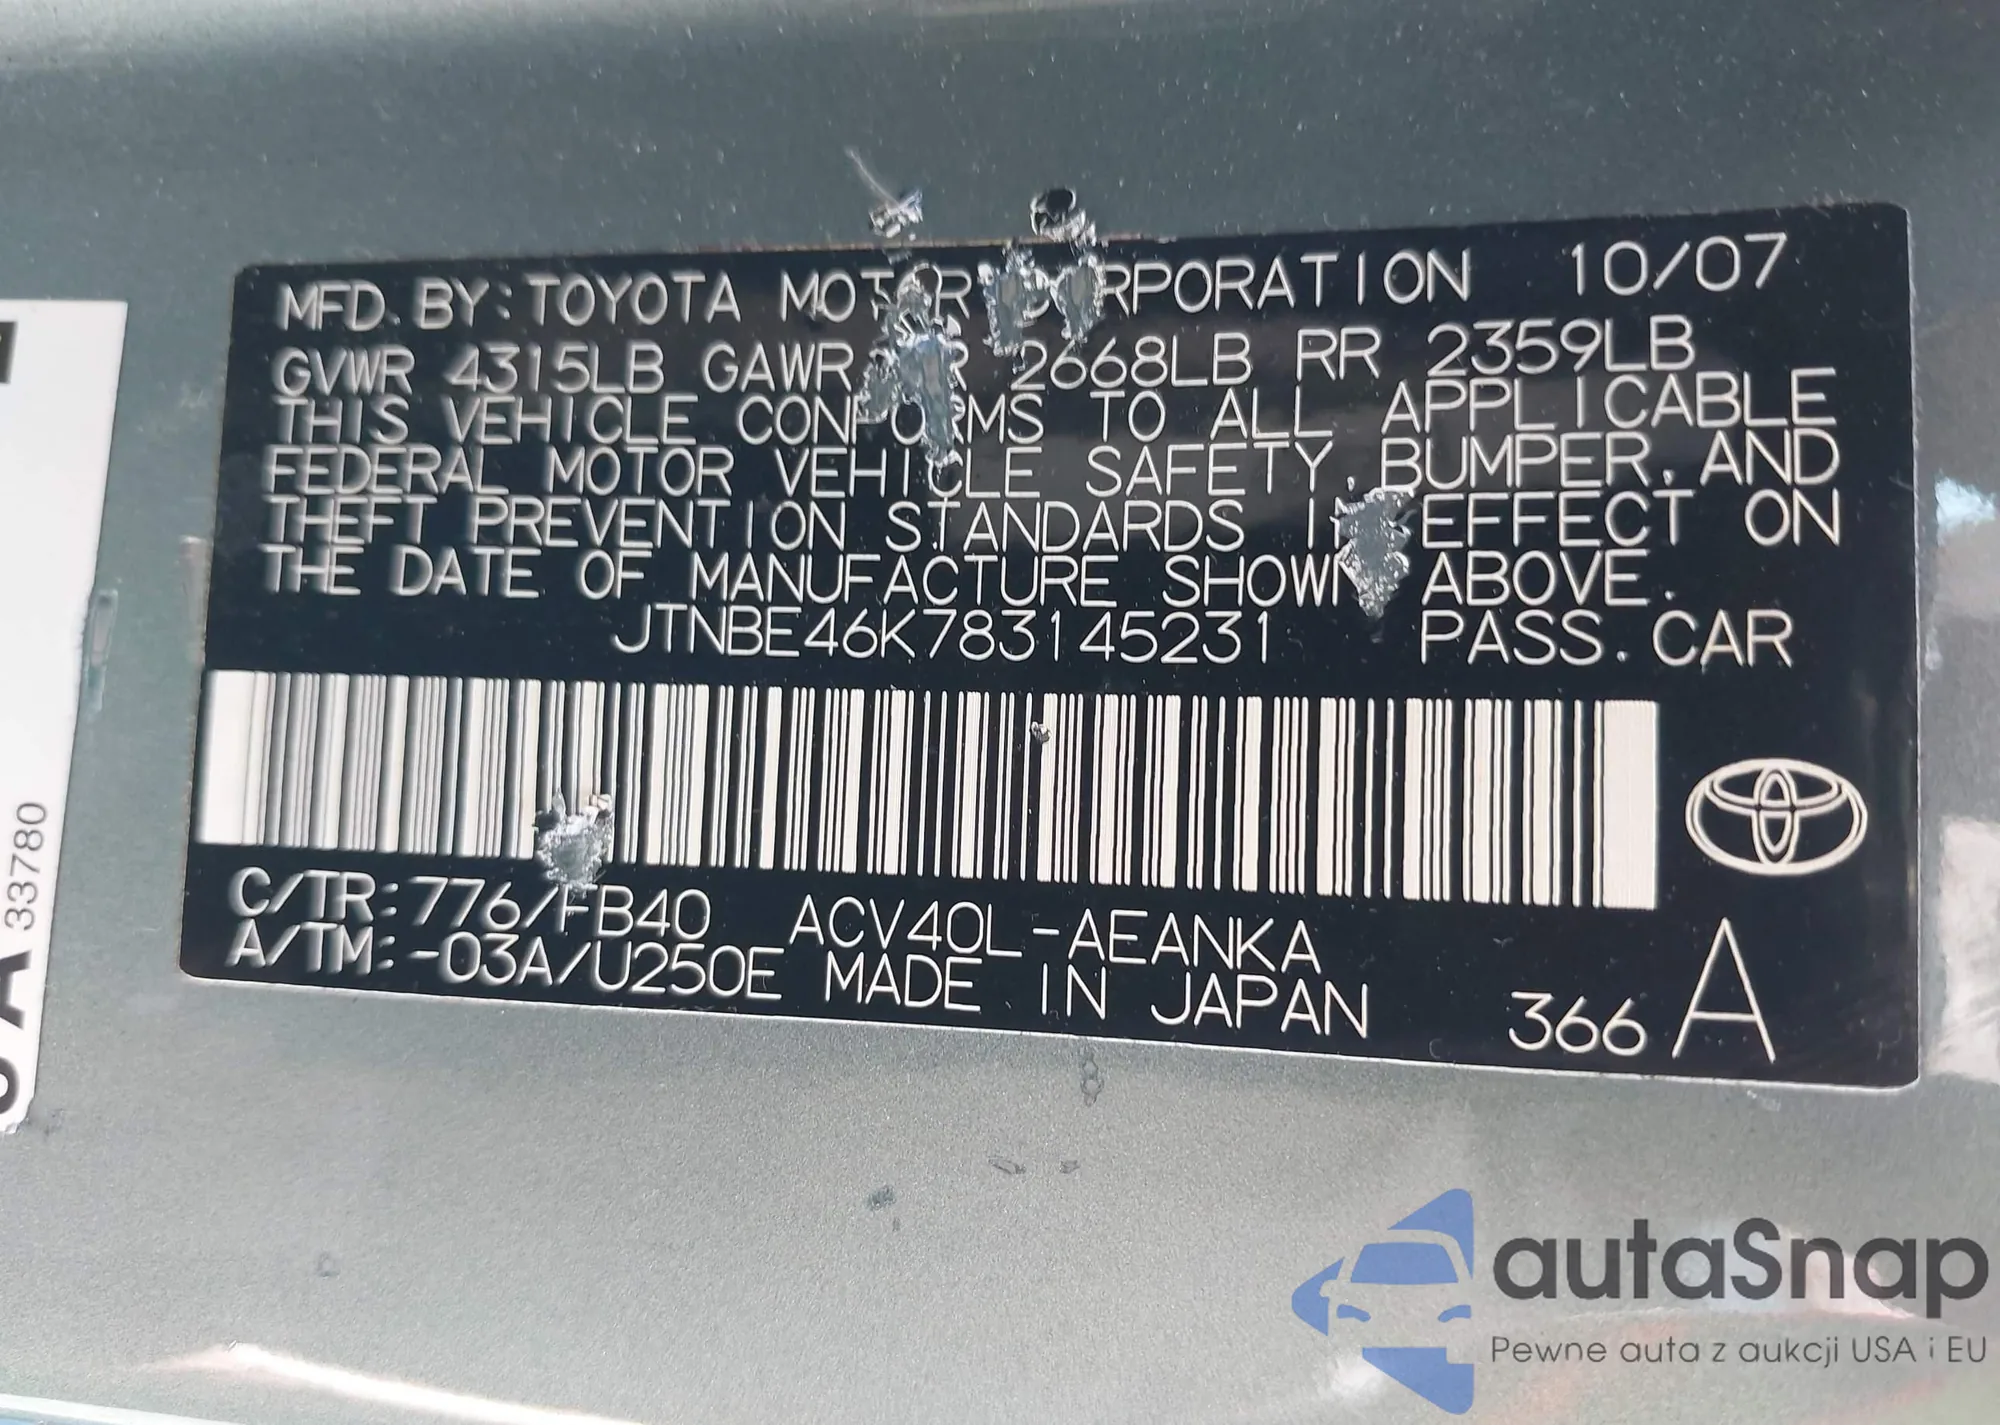 MFD. BY: TOYOTA MOTOR CORPORATION 10/07
GVWR 4315LB GAWR FR 2668LB RR 2359LB
THIS VEHICLE CONFORMS TO ALL APPLICABLE
FEDERAL MOTOR VEHICLE SAFETY, BUMPER, AND
THEFT PREVENTION STANDARDS IN EFFECT ON
THE DATE OF MANUFACTURE SHOWN ABOVE.
JTNBE46K783145231 PASS. CAR
C/TR:776/FB40 ACV40L-AEANKA
A/TM:-03A/U250E MADE IN JAPAN 366 A
33780
autaSnap
Pewne auta z aukcji USA i EU